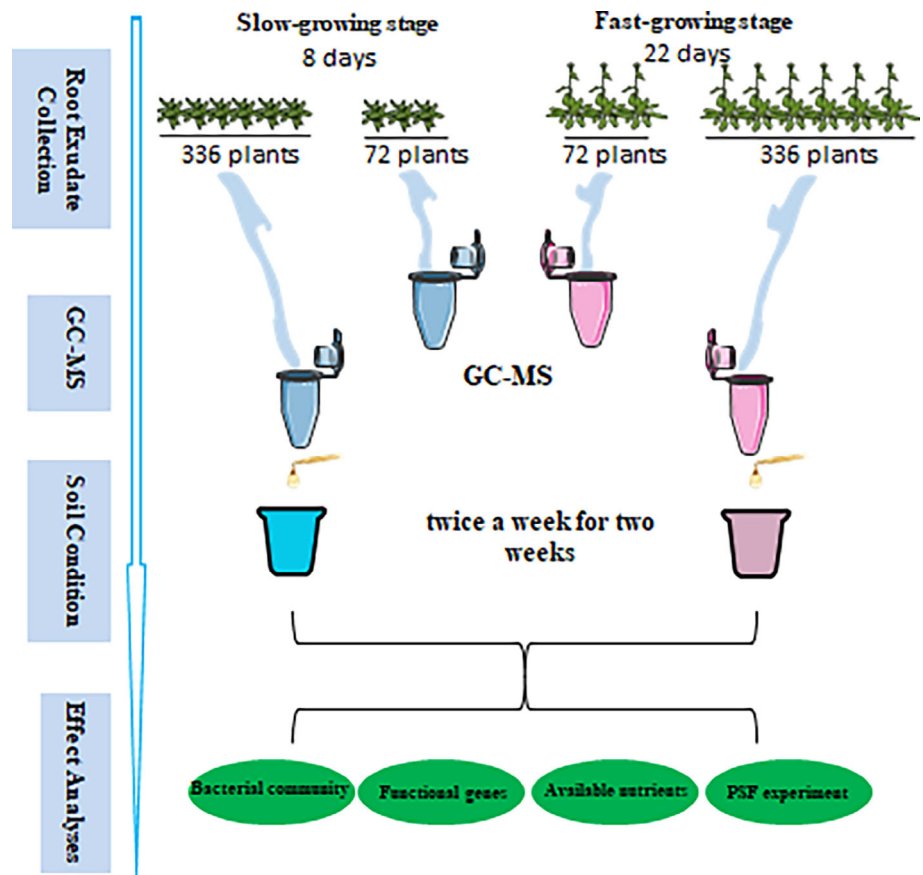 Slow-growing stage
8 days
Fast-growing stage
22 days
336 plants
72 plants
72 plants
336 plants
Root Exudate
Collection
GC-MS
GC-MS
Soil Condition
twice a week for two
weeks
Effect Analyses
Bacterial community
Functional genes
Available nutrients
PSF experiment